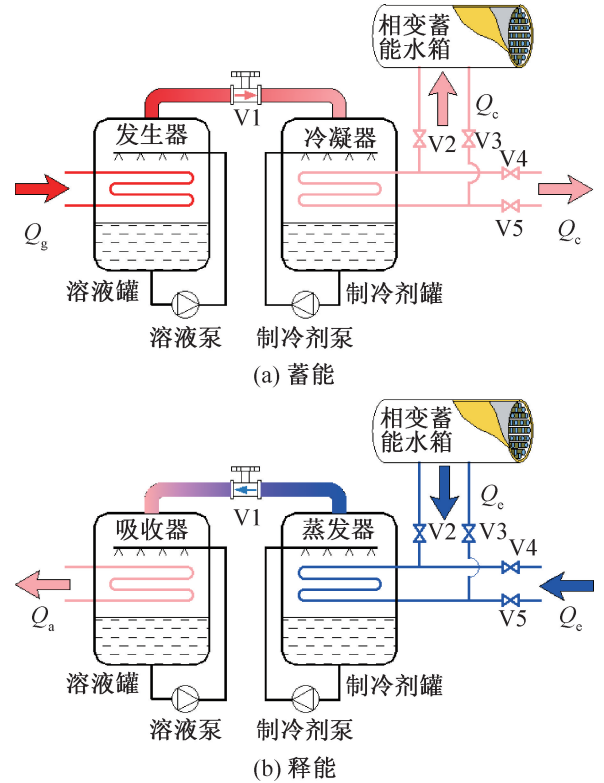 相变蓄
能水箱
发生器
V1
冷凝器
Qc
V2
V3
V4
Qg
V5
Qc
溶液罐
制冷剂罐
溶液泵
制冷剂泵
(a) 蓄能
相变蓄
能水箱
吸收器
V1
蒸发器
Qe
V2
V3
V4
Qa
V5
Qe
溶液罐
制冷剂罐
溶液泵
制冷剂泵
(b) 释能